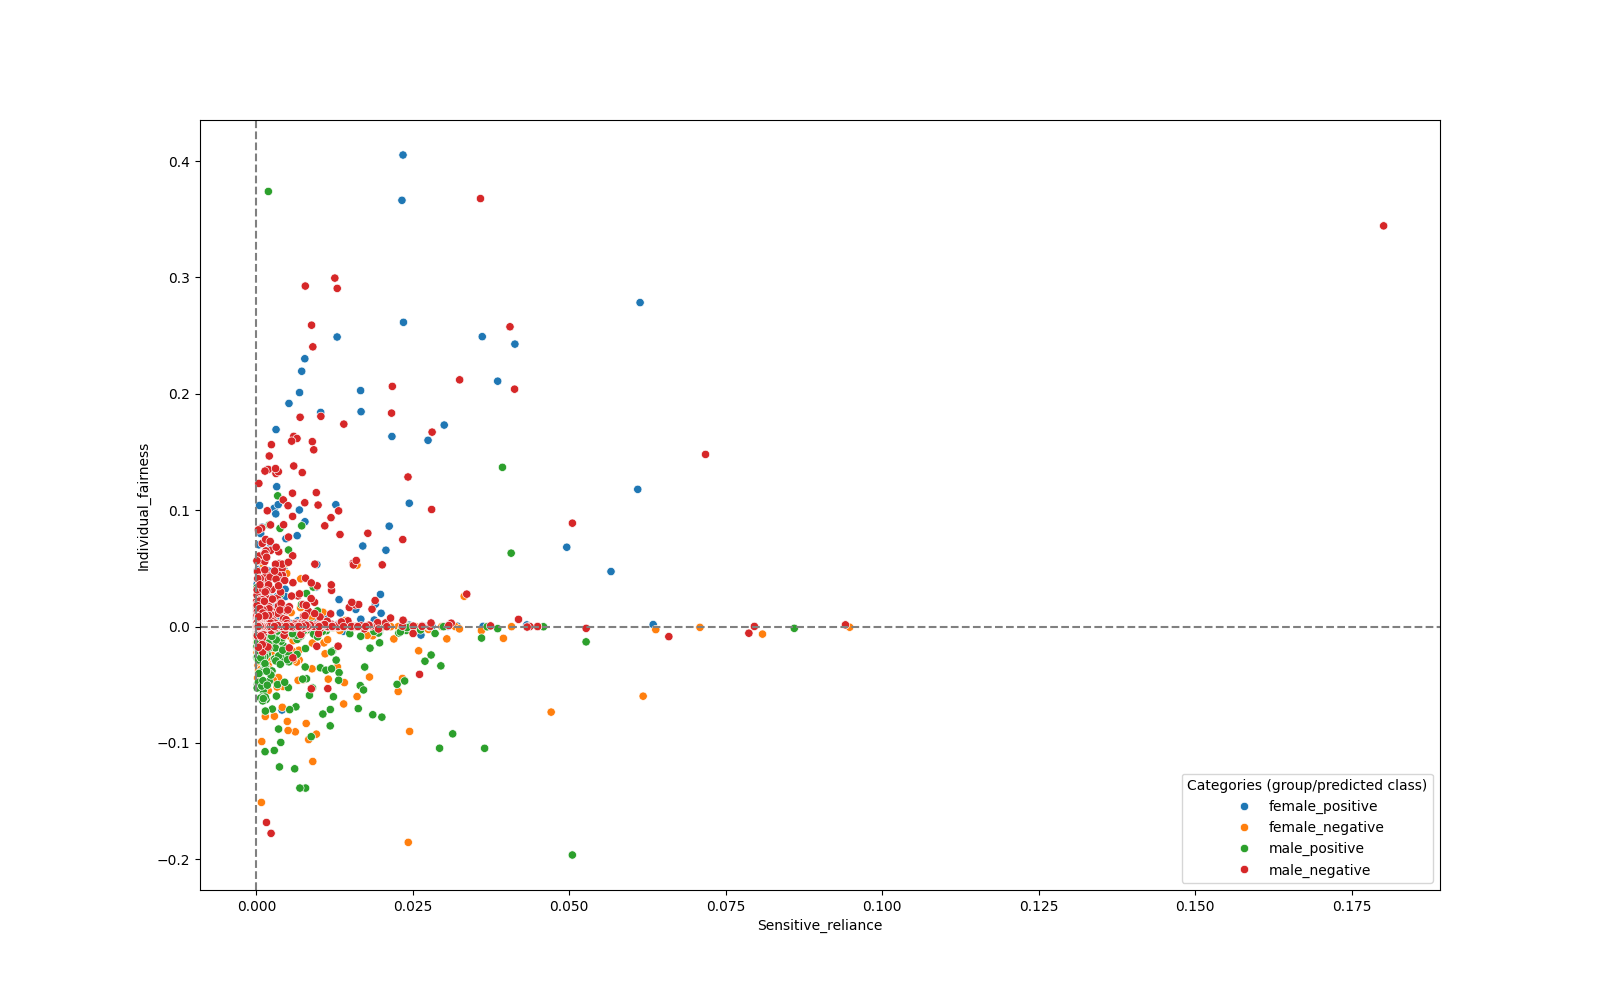 0.4
0.3
0.2
0.1
0.0
−0.1
−0.2
Individual_fairness
0.000 0.025 0.050 0.075 0.100 0.125 0.150 0.175
Sensitive_reliance
Categories (group/predicted class)
female_positive
female_negative
male_positive
male_negative